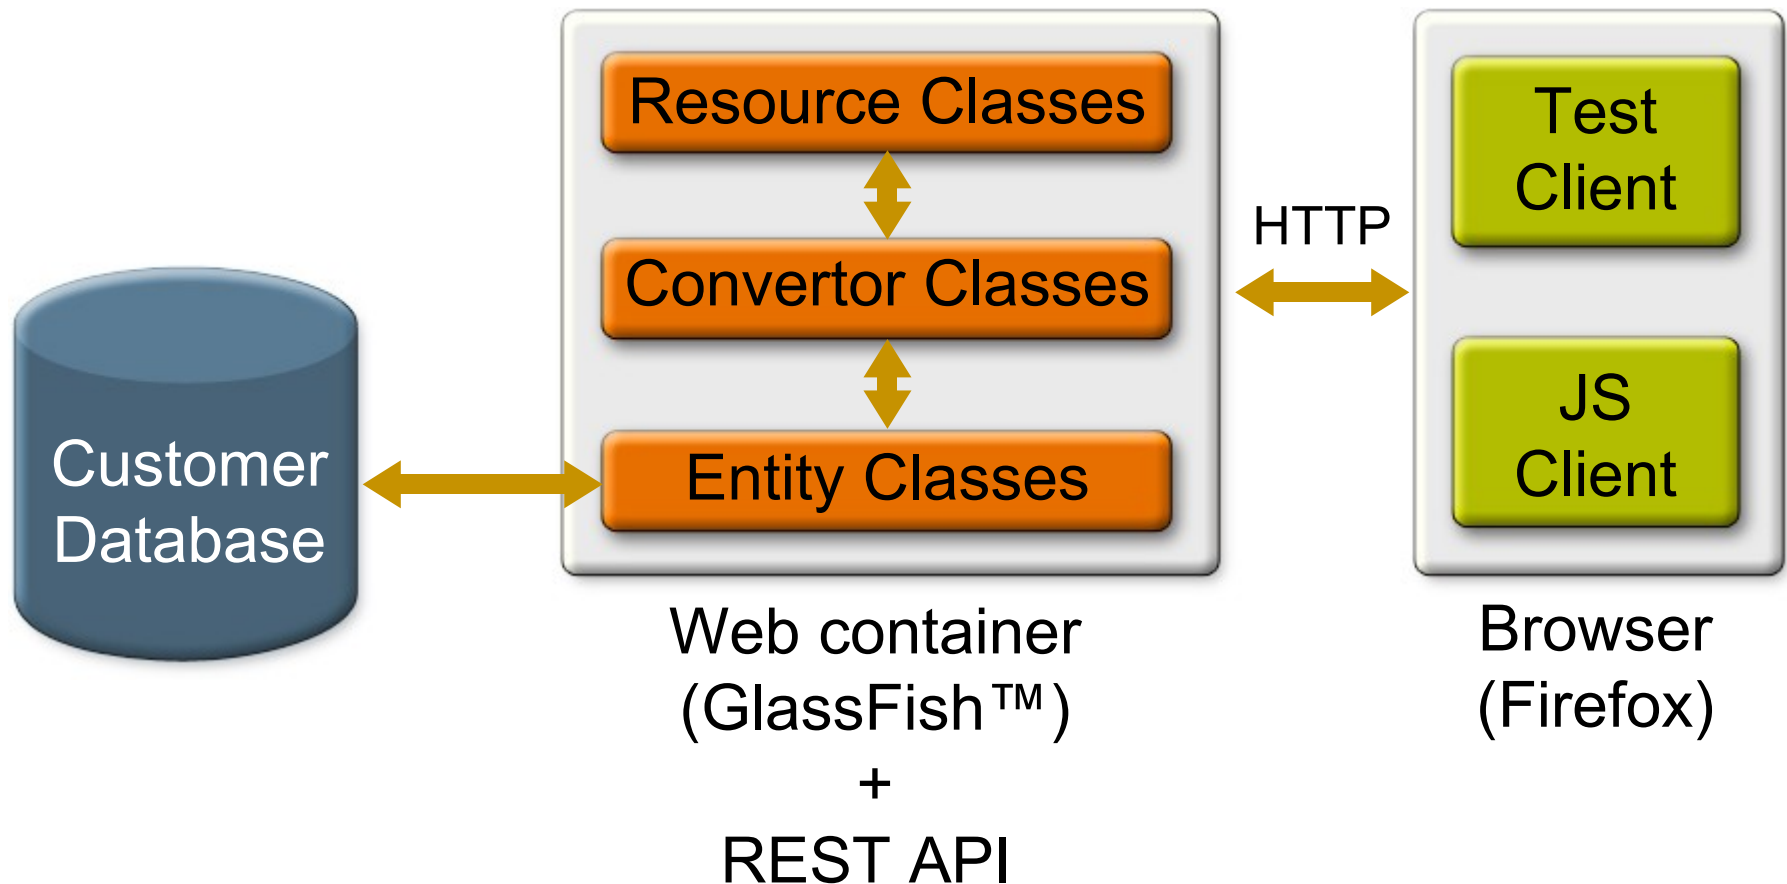 Resource Classes
Convertor Classes
Entity Classes
Customer
Database
HTTP
Test
Client
JS
Client
Web container
(GlassFish™)
+
REST API
Browser
(Firefox)